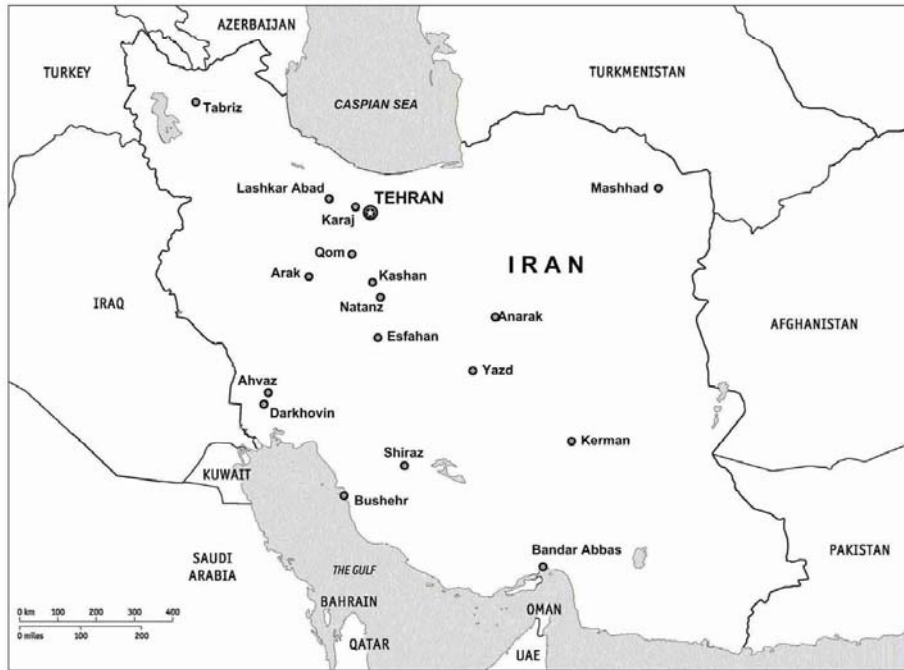 AZERBAIJAN
TURKEY
TURKMENISTAN
CASPIAN SEA
Tabriz
Lashkar Abad
Mashhad
TEHRAN
Karaj
Qom
IRAN
Arak
Kashan
IRAQ
Natanz
Anarak
AFGHANISTAN
Esfahan
Yazd
Ahvaz
Darkhovin
Kerman
Shiraz
KUWAIT
Bushehr
Bandar Abbas
PAKISTAN
SAUDI
ARABIA
THE GULF
BAHRAIN
OMAN
QATAR
UAE
0 km 100 200 300 400
0 miles 100 200